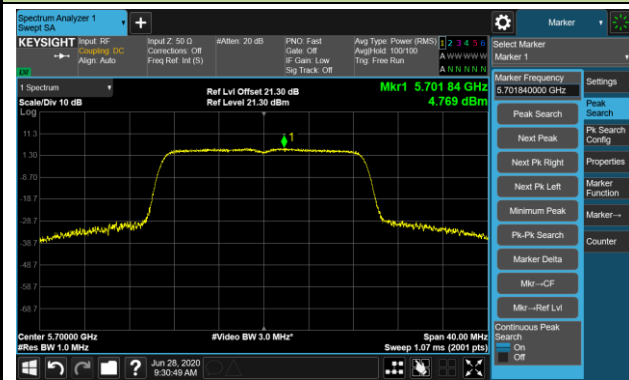 Spectrum Analyzer 1
Swept SA
+
Marker
KEYSIGHT
Input: RF
Coupling: DC
Align: Auto
Input Z: 50 Ω
Corrections: Off
Freq Ref: Int (S)
#Atten: 20 dB
PNO: Fast
Gate: Off
IF Gain: Low
Sig Track: Off
Avg Type: Power (RMS)
Avg|Hold: 100/100
Trig: Free Run
1 2 3 4 5 6
A W W W W W
A N N N N N
Select Marker
Marker 1
1 Spectrum
Scale/Div 10 dB
Log
Ref Lvl Offset 21.30 dB
Ref Level 21.30 dBm
Mkr1 5.701 84 GHz
4.769 dBm
1
11.3
1.30
-8.70
-18.7
-28.7
-38.7
-48.7
-58.7
-68.7
Center 5.70000 GHz
#Res BW 1.0 MHz
#Video BW 3.0 MHz*
Span 40.00 MHz
Sweep 1.07 ms (2001 pts)
Marker Frequency
5.701840000 GHz
Peak Search
Next Peak
Next Pk Right
Next Pk Left
Minimum Peak
Pk-Pk Search
Marker Delta
Mkr→CF
Mkr→Ref Lvl
Continuous Peak
Search
On
Off
Settings
Peak
Search
Pk Search
Config
Properties
Marker
Function
Marker→
Counter
?
Jun 28, 2020
9:30:49 AM